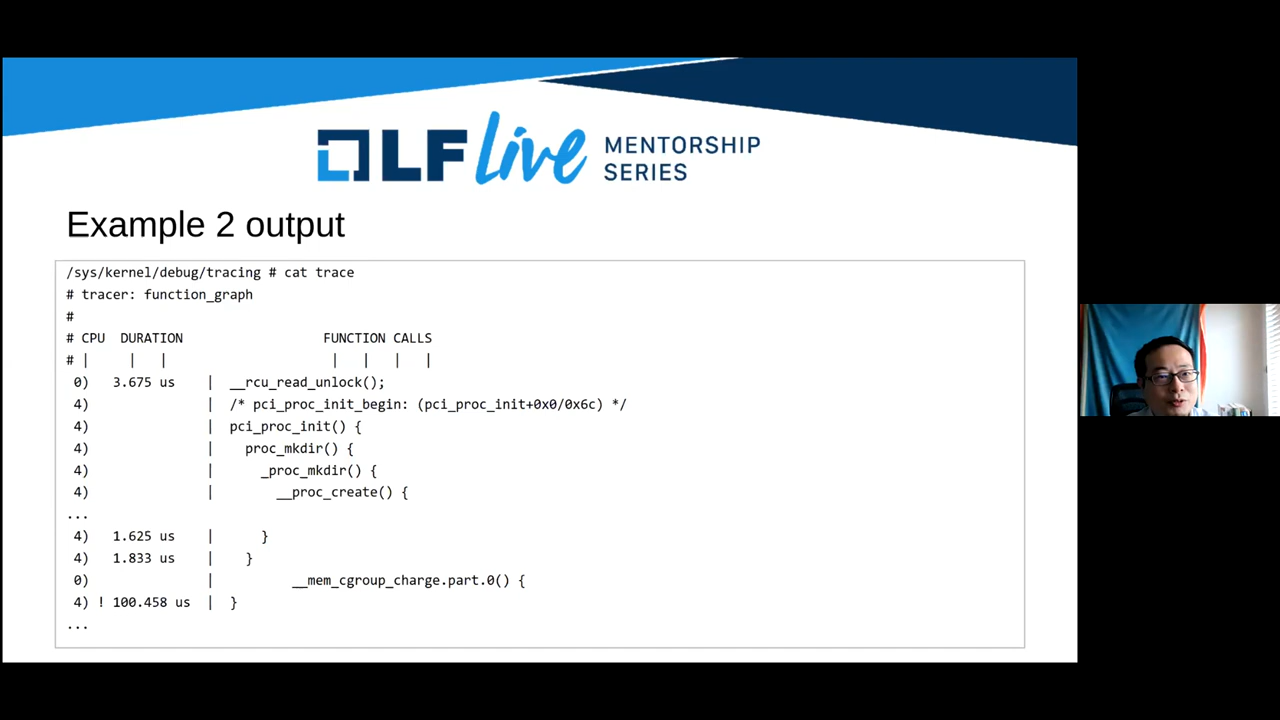 LF Live MENTORSHIP
SERIES
Example 2 output
/sys/kernel/debug/tracing # cat trace
# tracer: function_graph
#
# CPU  DURATION                  FUNCTION CALLS
# |     |   |                     |   |   |   |
 0)   3.675 us    |  __rcu_read_unlock();
 4)               |  /* pci_proc_init_begin: (pci_proc_init+0x0/0x6c) */
 4)               |  pci_proc_init() {
 4)               |    proc_mkdir() {
 4)               |      _proc_mkdir() {
 4)               |        __proc_create() {
...
 4)   1.625 us    |      }
 4)   1.833 us    |    }
 0)               |          __mem_cgroup_charge.part.0() {
 4) ! 100.458 us  |  }
...